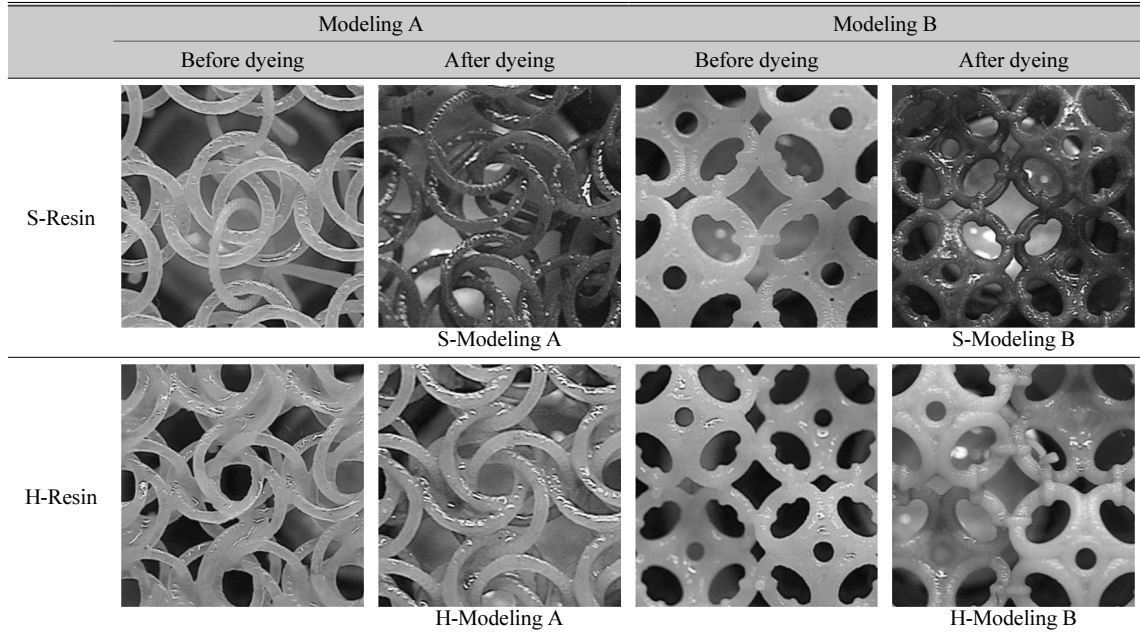 Modeling A Modeling B
Before dyeing After dyeing Before dyeing After dyeing
S-Resin
S-Modeling A S-Modeling B
H-Resin
H-Modeling A H-Modeling B